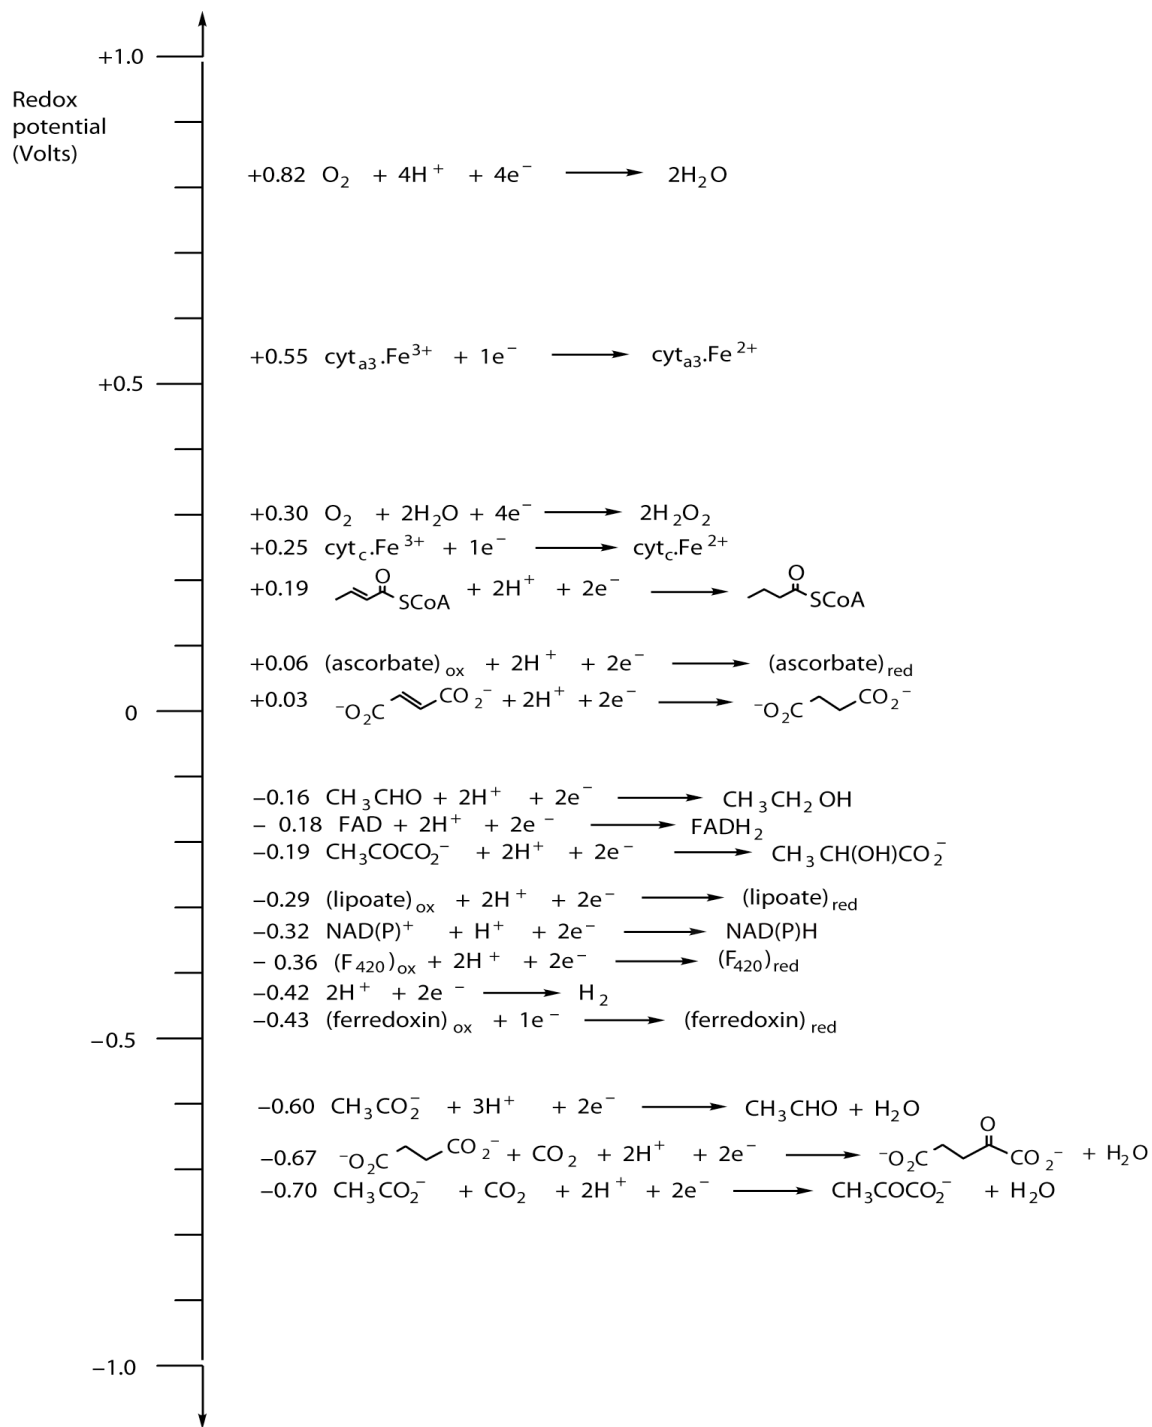 +1.0
Redox
potential
(Volts)
+0.82 O₂ + 4H⁺ + 4e⁻ ⟶ 2H₂O
+0.55 cyt a3.Fe³⁺ + 1e⁻ ⟶ cyt a3.Fe²⁺
+0.5
+0.30 O₂ + 2H₂O + 4e⁻ ⟶ 2H₂O₂
+0.25 cyt c.Fe³⁺ + 1e⁻ ⟶ cyt c.Fe²⁺
+0.19 O SCoA + 2H⁺ + 2e⁻ ⟶ O SCoA
+0.06 (ascorbate) ox + 2H⁺ + 2e⁻ ⟶ (ascorbate) red
+0.03 ⁻O₂C CO₂⁻ + 2H⁺ + 2e⁻ ⟶ ⁻O₂C CO₂⁻
0
−0.16 CH₃CHO + 2H⁺ + 2e⁻ ⟶ CH₃CH₂OH
− 0.18 FAD + 2H⁺ + 2e⁻ ⟶ FADH₂
−0.19 CH₃COCO₂⁻ + 2H⁺ + 2e⁻ ⟶ CH₃CH(OH)CO₂⁻
−0.29 (lipoate) ox + 2H⁺ + 2e⁻ ⟶ (lipoate) red
−0.32 NAD(P)⁺ + H⁺ + 2e⁻ ⟶ NAD(P)H
− 0.36 (F₄₂₀) ox + 2H⁺ + 2e⁻ ⟶ (F₄₂₀) red
−0.42 2H⁺ + 2e⁻ ⟶ H₂
−0.43 (ferredoxin) ox + 1e⁻ ⟶ (ferredoxin) red
−0.5
−0.60 CH₃CO₂⁻ + 3H⁺ + 2e⁻ ⟶ CH₃CHO + H₂O
−0.67 ⁻O₂C CO₂⁻ + CO₂ + 2H⁺ + 2e⁻ ⟶ ⁻O₂C O CO₂⁻ + H₂O
−0.70 CH₃CO₂⁻ + CO₂ + 2H⁺ + 2e⁻ ⟶ CH₃COCO₂⁻ + H₂O
−1.0